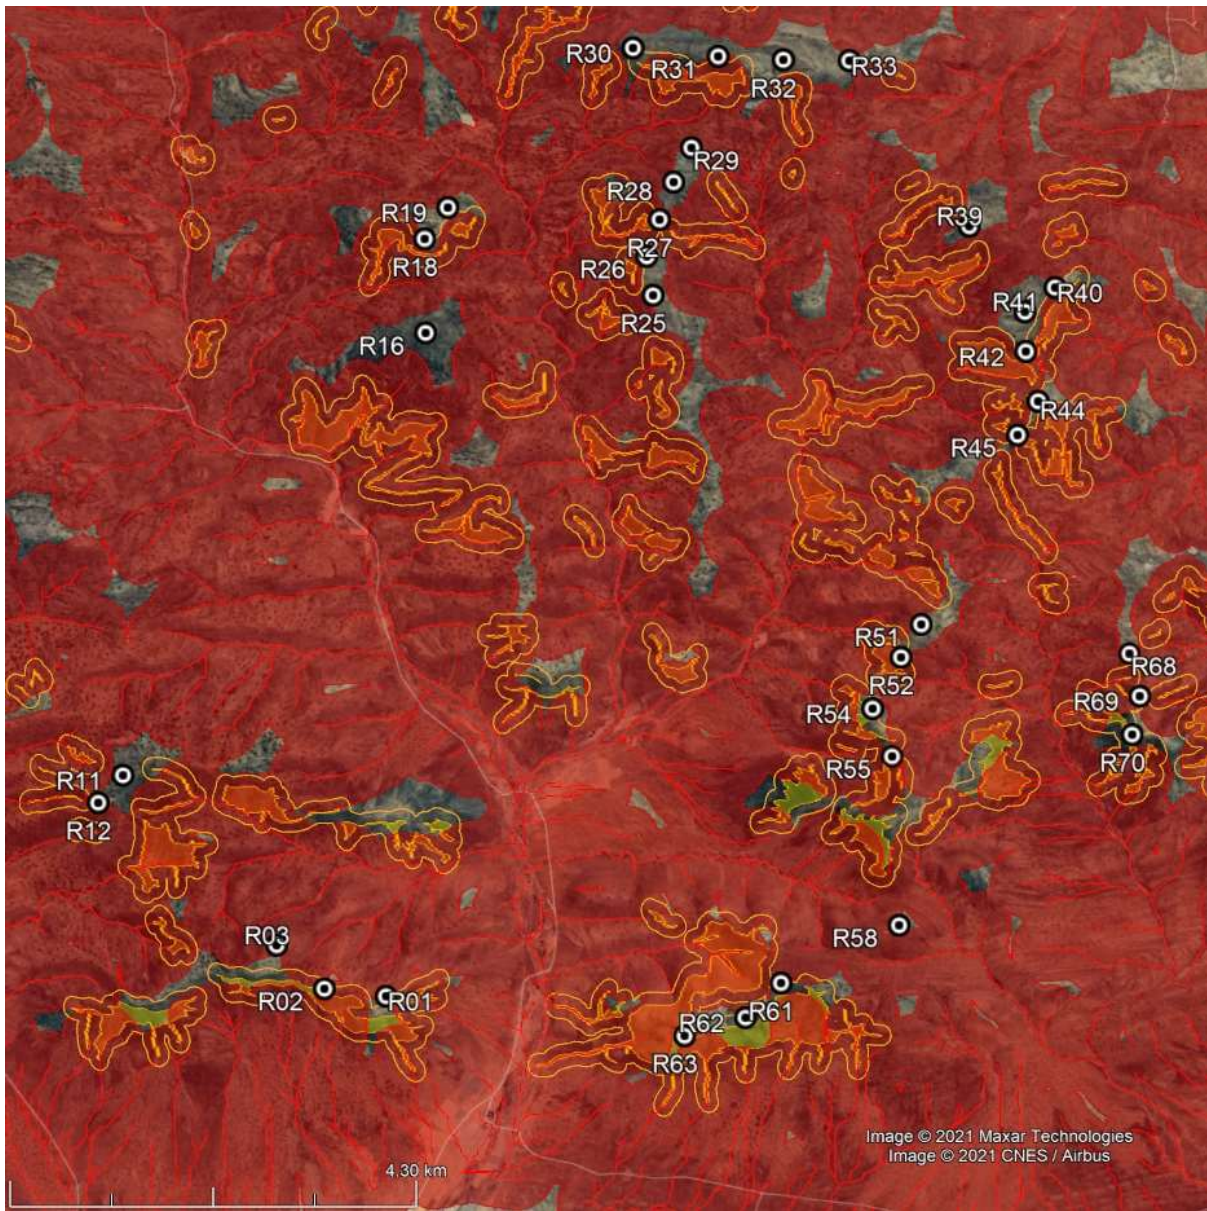 R30
R31
R32
R33
R29
R28
R19
R39
R18
R27
R26
R25
R41
R40
R16
R42
R44
R45
R51
R68
R52
R69
R54
R55
R70
R11
R12
R03
R58
R02
R01
R62
R61
R63
Image © 2021 Maxar Technologies
Image © 2021 CNES / Airbus
4.30 km